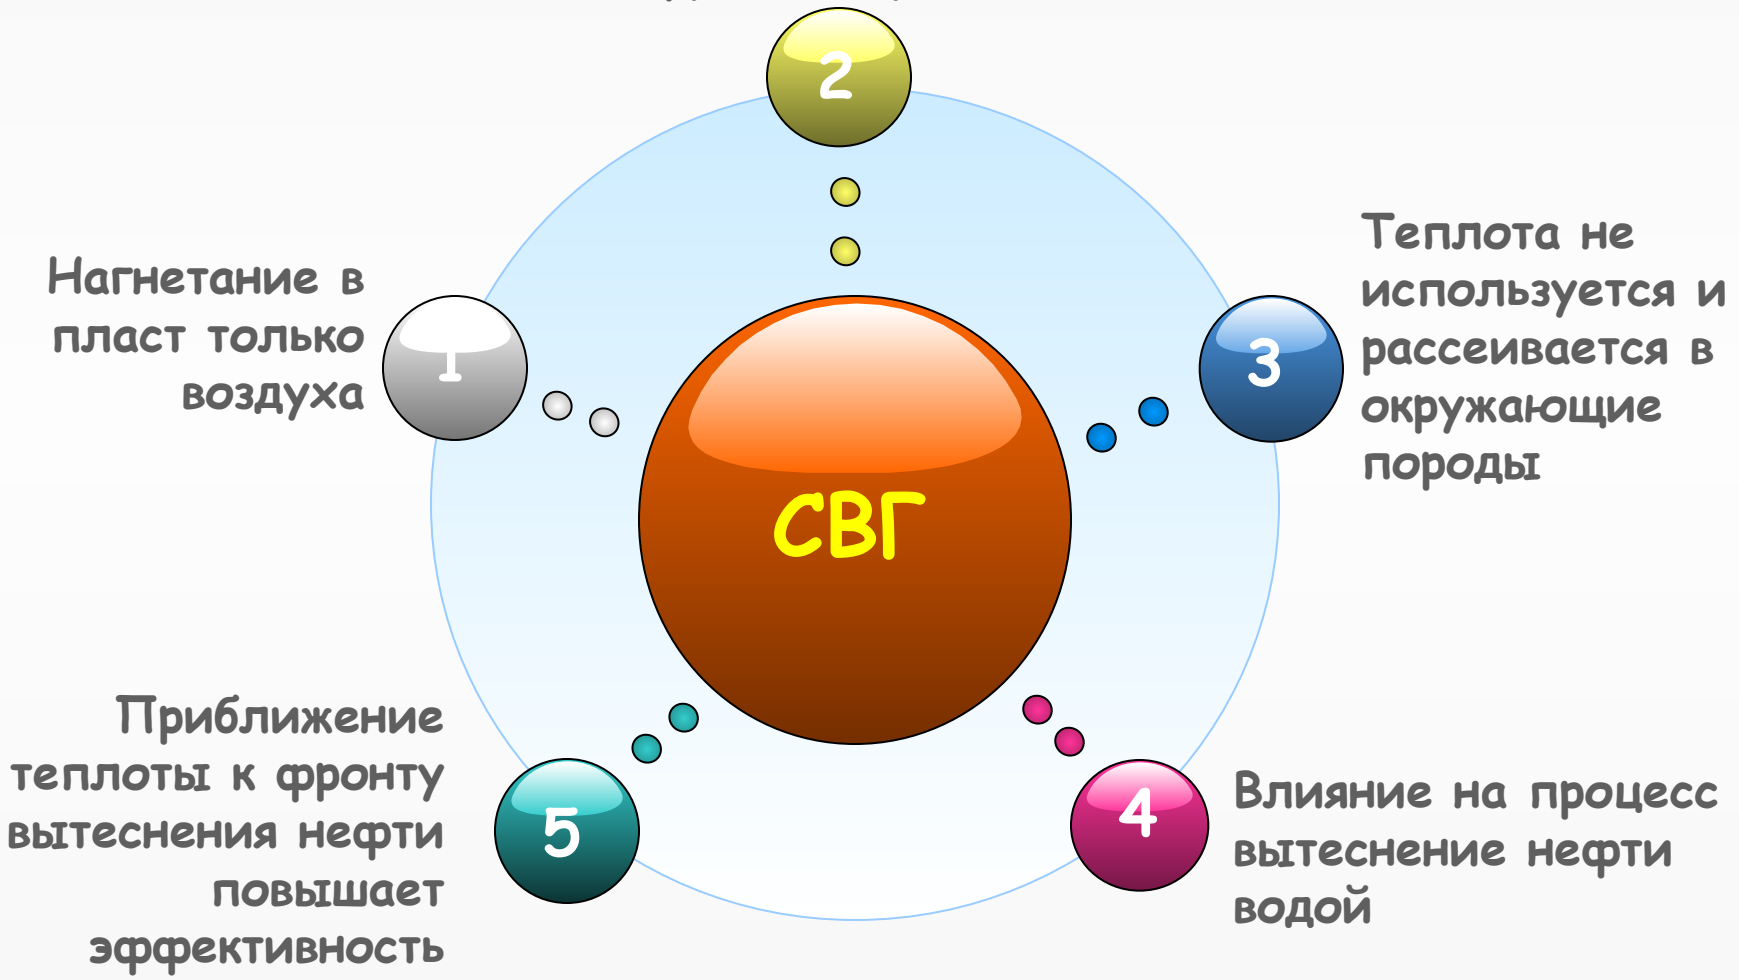 2
Нагнетание в
пласт только
воздуха
1
3
Теплота не
используется и
рассеивается в
окружающие
породы
СВГ
Приближение
теплоты к фронту
вытеснения нефти
повышает
эффективность
5
4
Влияние на процесс
вытеснение нефти
водой